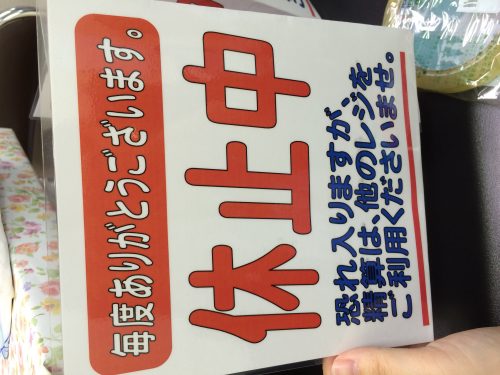 毎度ありがとうございます。
休止中
恐れ入りますが、
精算は、他のレジを
ご利用くださいませ。